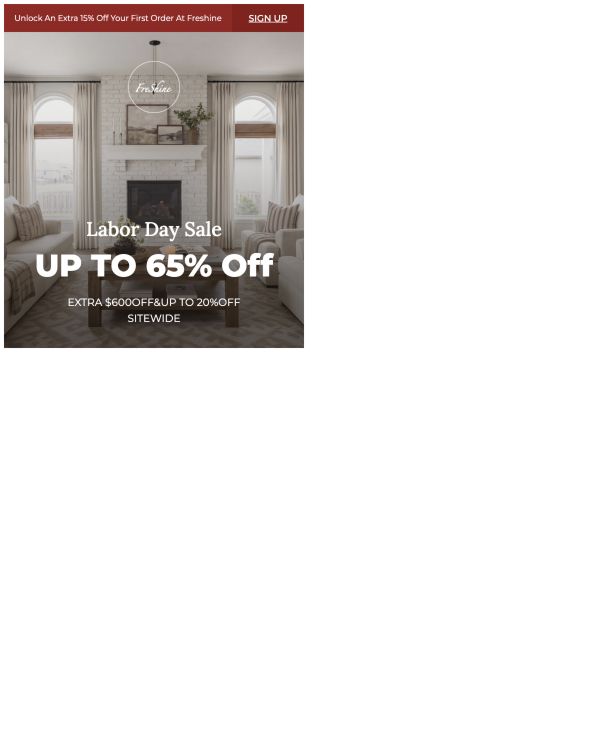 Unlock An Extra 15% Off Your First Order At Freshine
SIGN UP
FreShine
Labor Day Sale
UP TO 65% Off
EXTRA $600OFF&UP TO 20%OFF
SITEWIDE